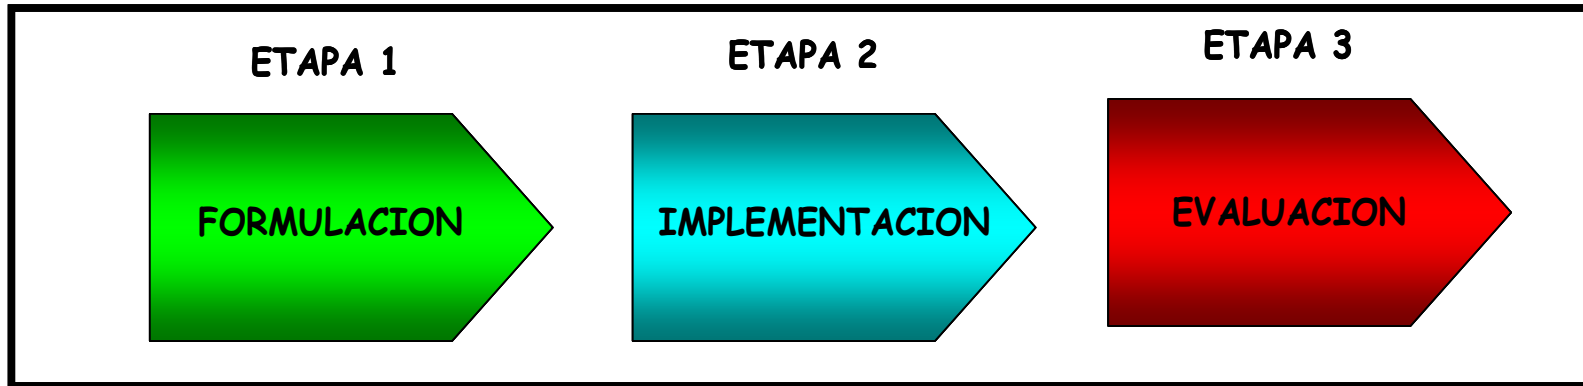 ETAPA 1
FORMULACION
ETAPA 2
IMPLEMENTACION
ETAPA 3
EVALUACION